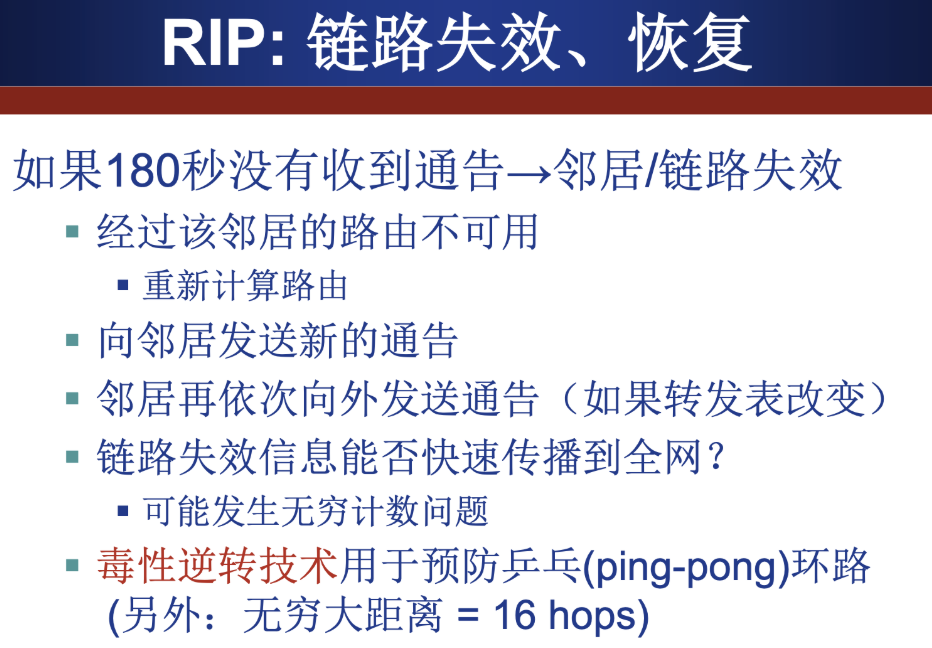 RIP: 链路失效、恢复
如果180秒没有收到通告→邻居/链路失效
▪ 经过该邻居的路由不可用
▪ 重新计算路由
▪ 向邻居发送新的通告
▪ 邻居再依次向外发送通告（如果转发表改变）
▪ 链路失效信息能否快速传播到全网？
▪ 可能发生无穷计数问题
▪ 毒性逆转技术用于预防乒乓(ping-pong)环路
(另外：无穷大距离 = 16 hops)